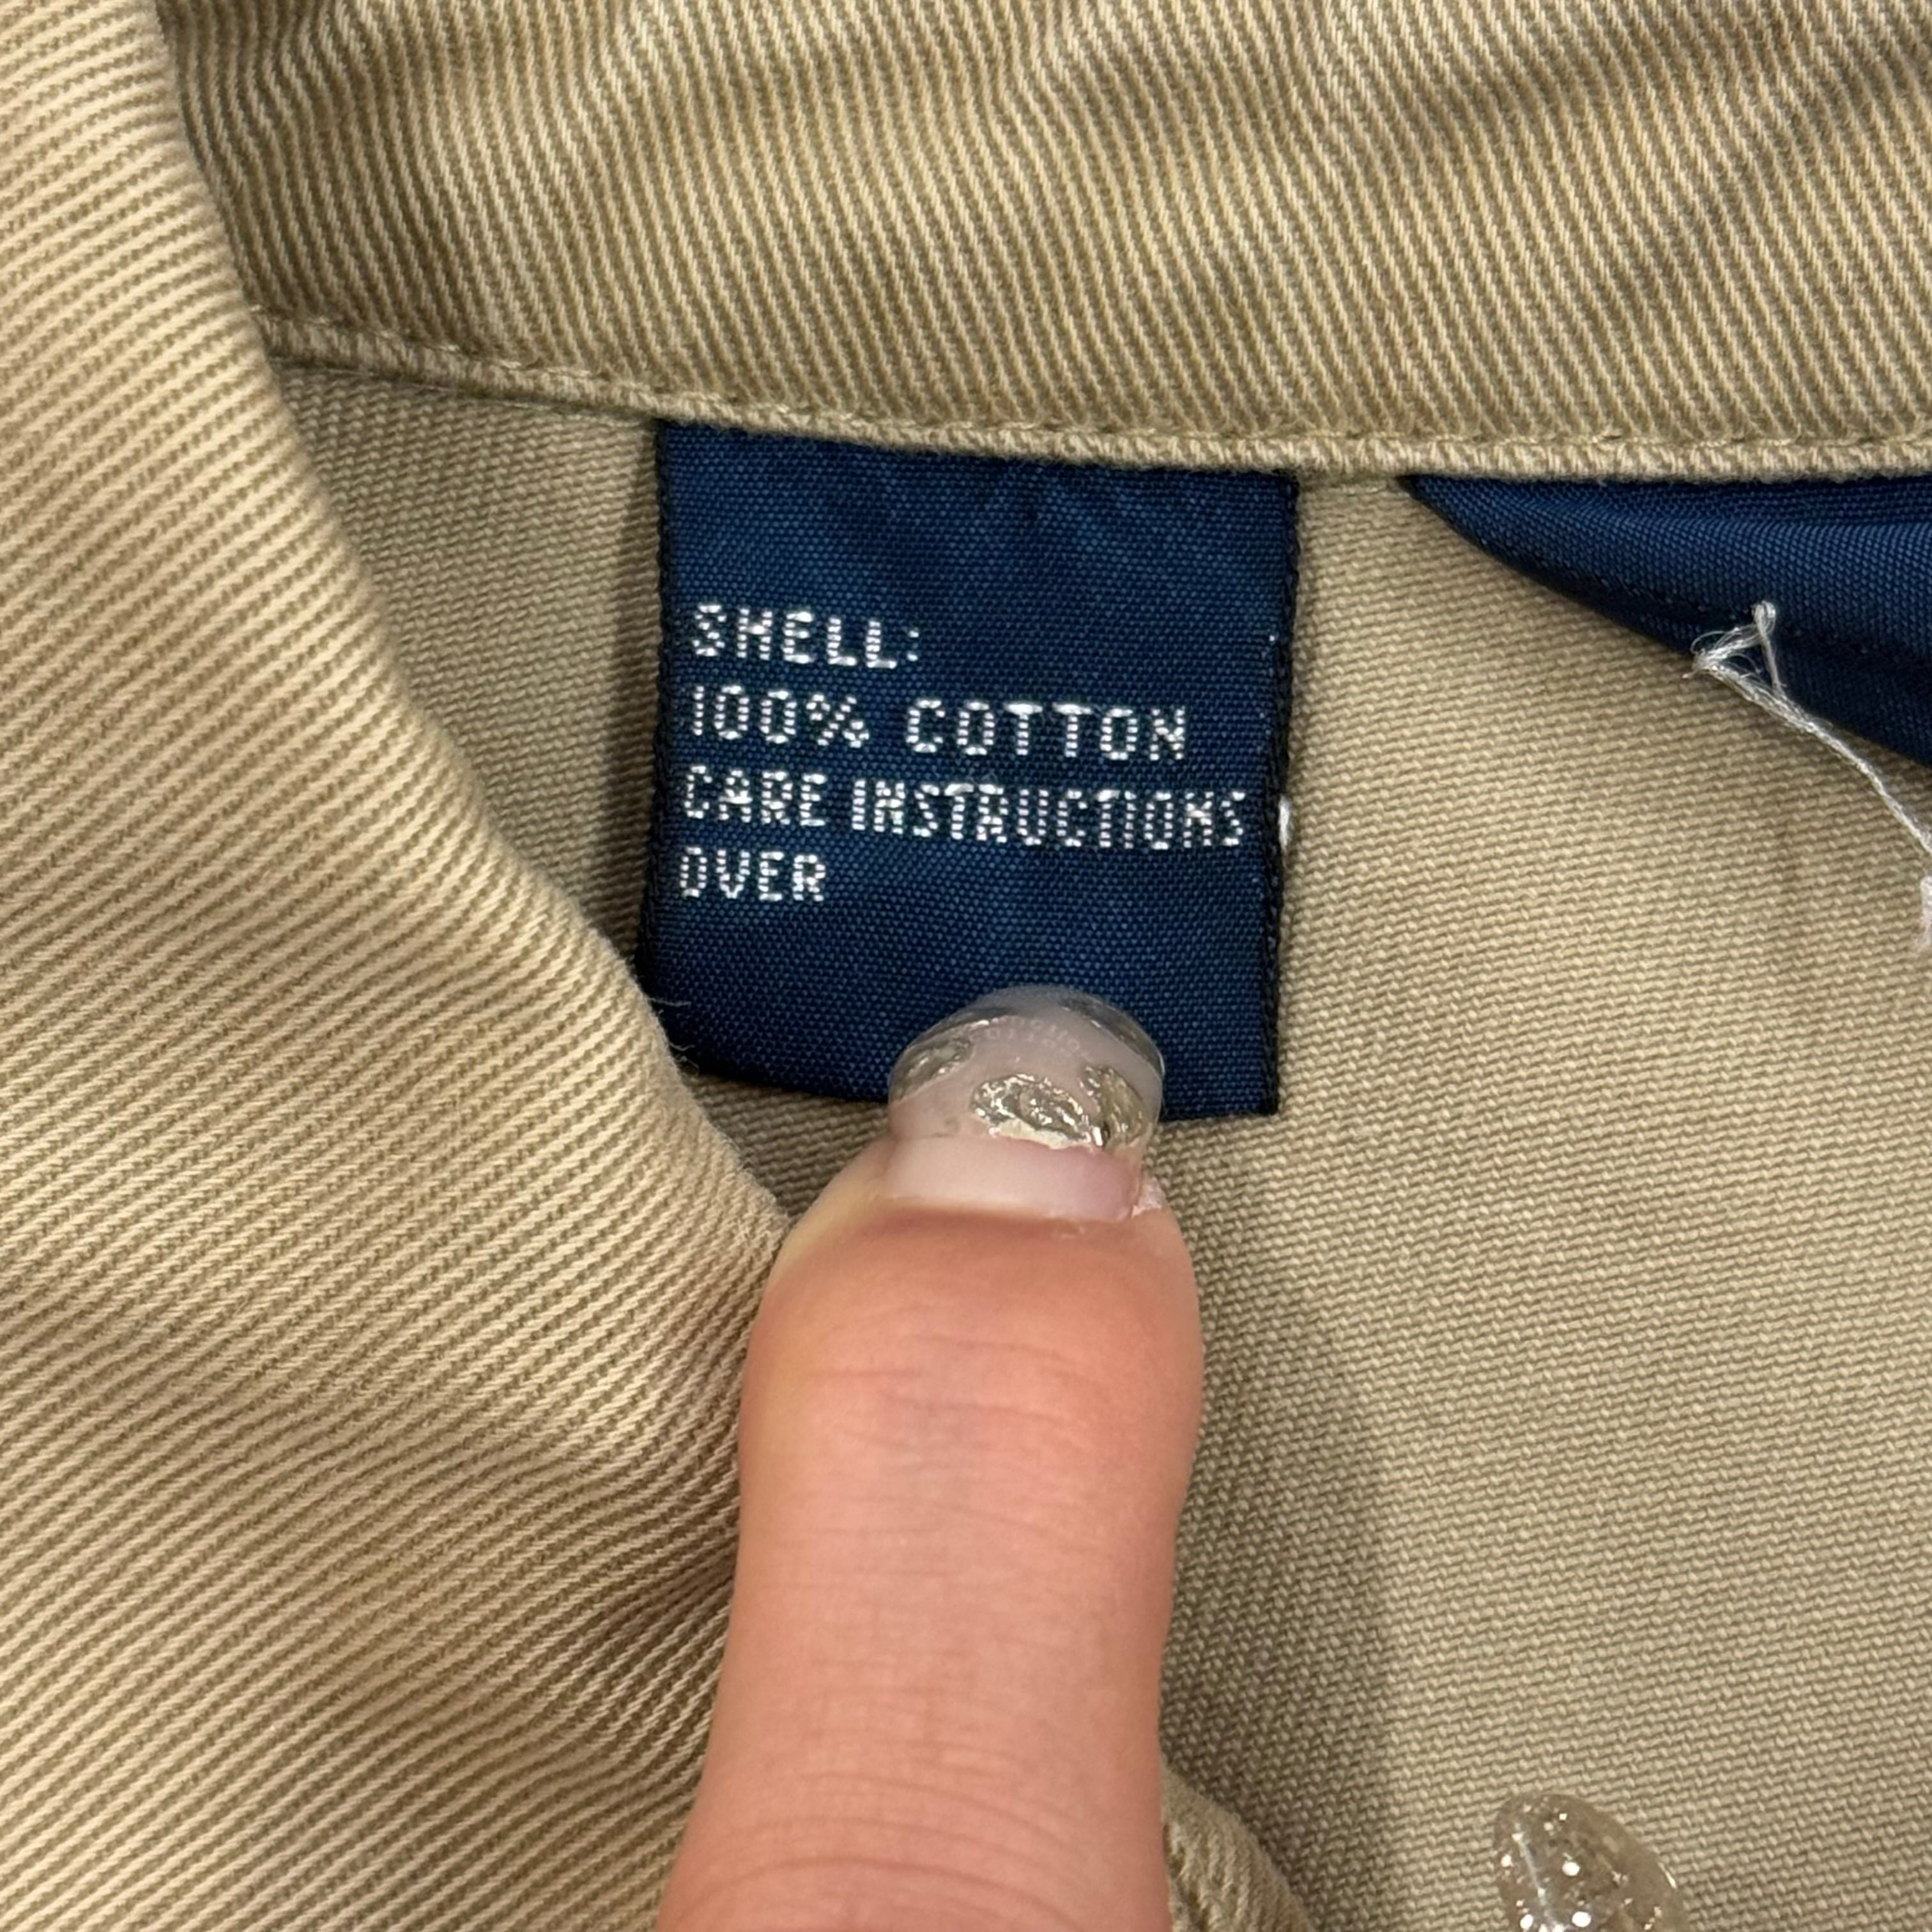 SHELL:
100% COTTON
CARE INSTRUCTIONS
OVER